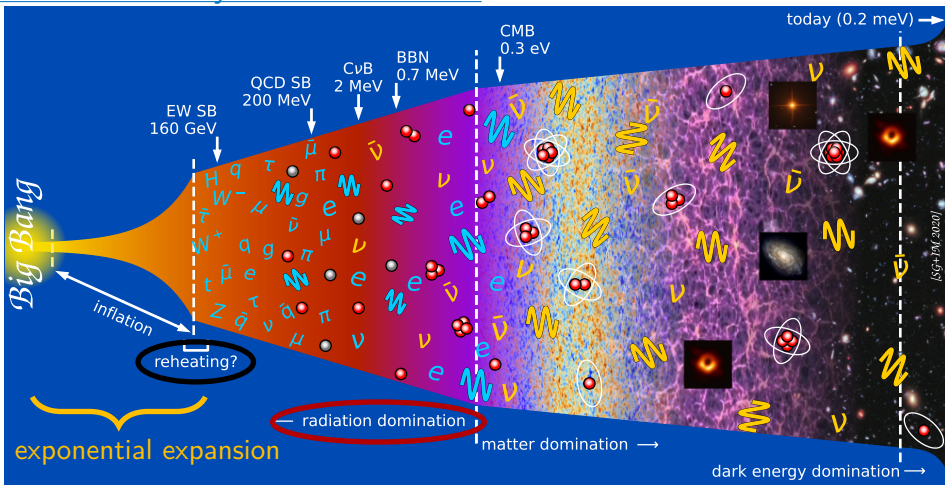 today (0.2 meV) →
CMB
0.3 eV
BBN
0.7 MeV
CνB
2 MeV
QCD SB
200 MeV
EW SB
160 GeV
Big Bang
inflation
reheating?
exponential expansion
— radiation domination
matter domination →
dark energy domination →
[SG+JM 2020]
H q τ μ̄ π ν̄ e
W⁻ μ g e ν e
τ̄ ν̄ μ ν
W⁺ q g π
t μ̄ e e e ν̄ e
Z q̄ τ ν q̄ π ν e ν̄
μ e ν
ν̄ ν̄ ν
ν ν̄ ν̄
ν ν ν̄
ν